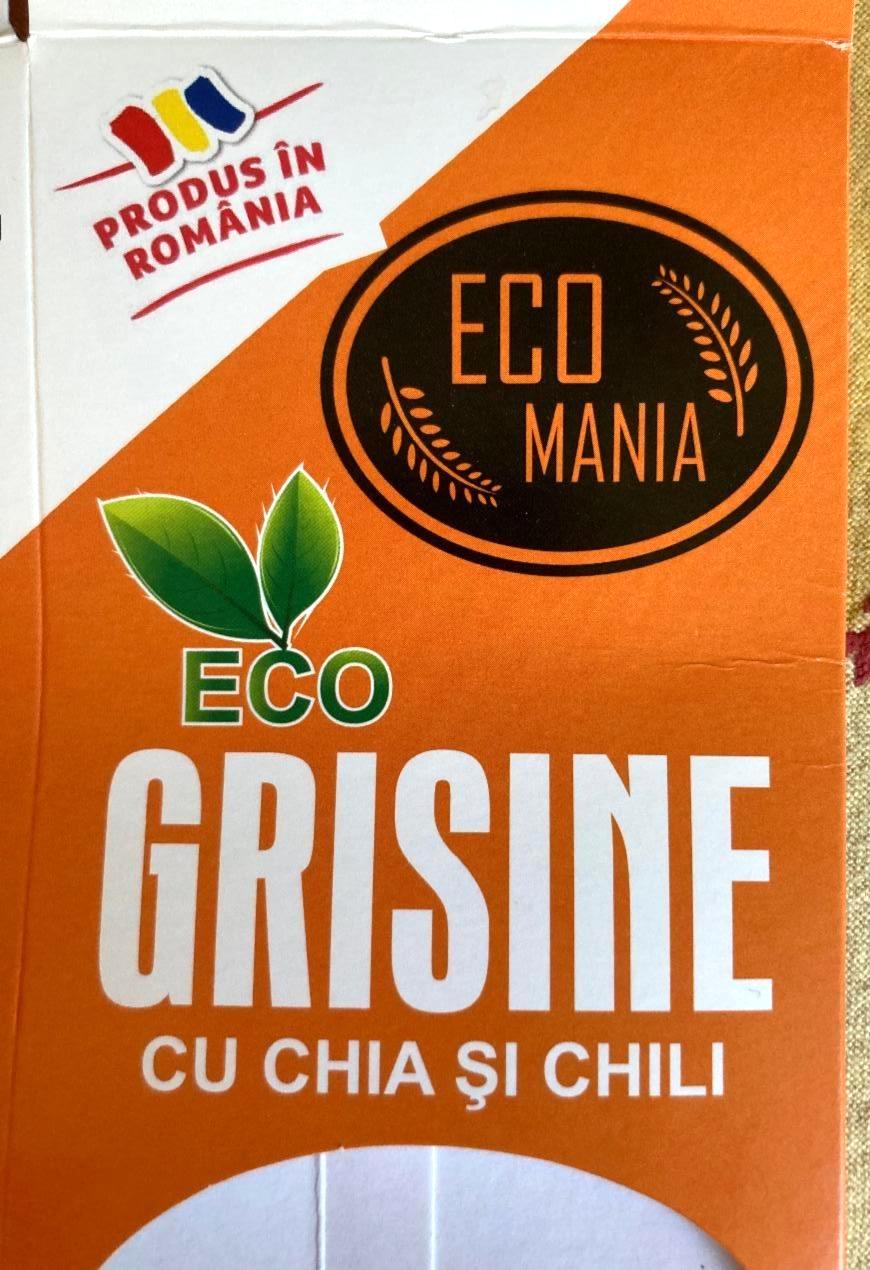 PRODUS ÎN
ROMÂNIA
ECO
MANIA
ECO
GRISINE
CU CHIA ŞI CHILI